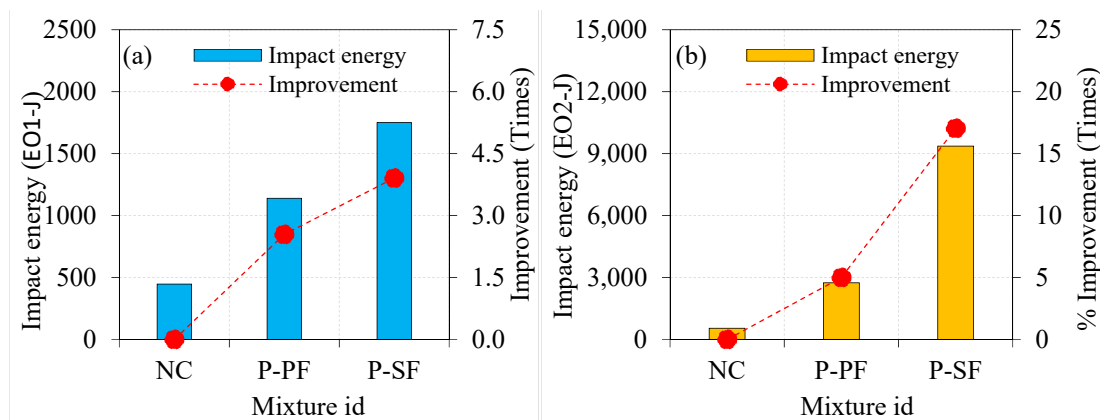 (a)
Impact energy
Improvement
Impact energy (EO1-J)
2500
2000
1500
1000
500
0
7.5
6.0
4.5
3.0
1.5
0.0
Improvement (Times)
NC P-PF P-SF
Mixture id
(b)
Impact energy
Improvement
Impact energy (EO2-J)
15,000
12,000
9,000
6,000
3,000
0
25
20
15
10
5
0
% Improvement (Times)
NC P-PF P-SF
Mixture id